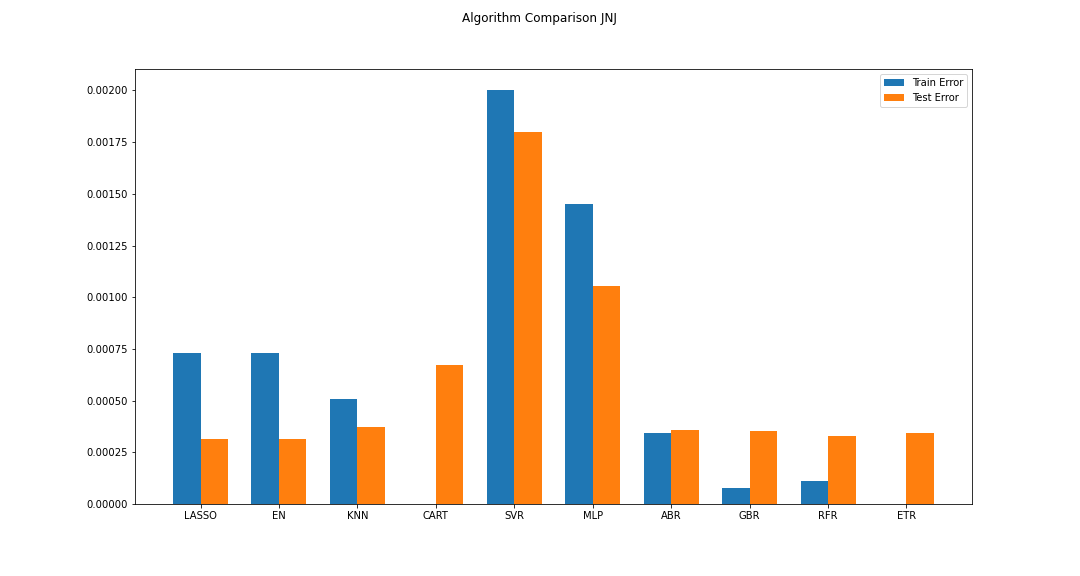 Algorithm Comparison JNJ
Train Error
Test Error
0.00200
0.00175
0.00150
0.00125
0.00100
0.00075
0.00050
0.00025
0.00000
LASSO EN KNN CART SVR MLP ABR GBR RFR ETR